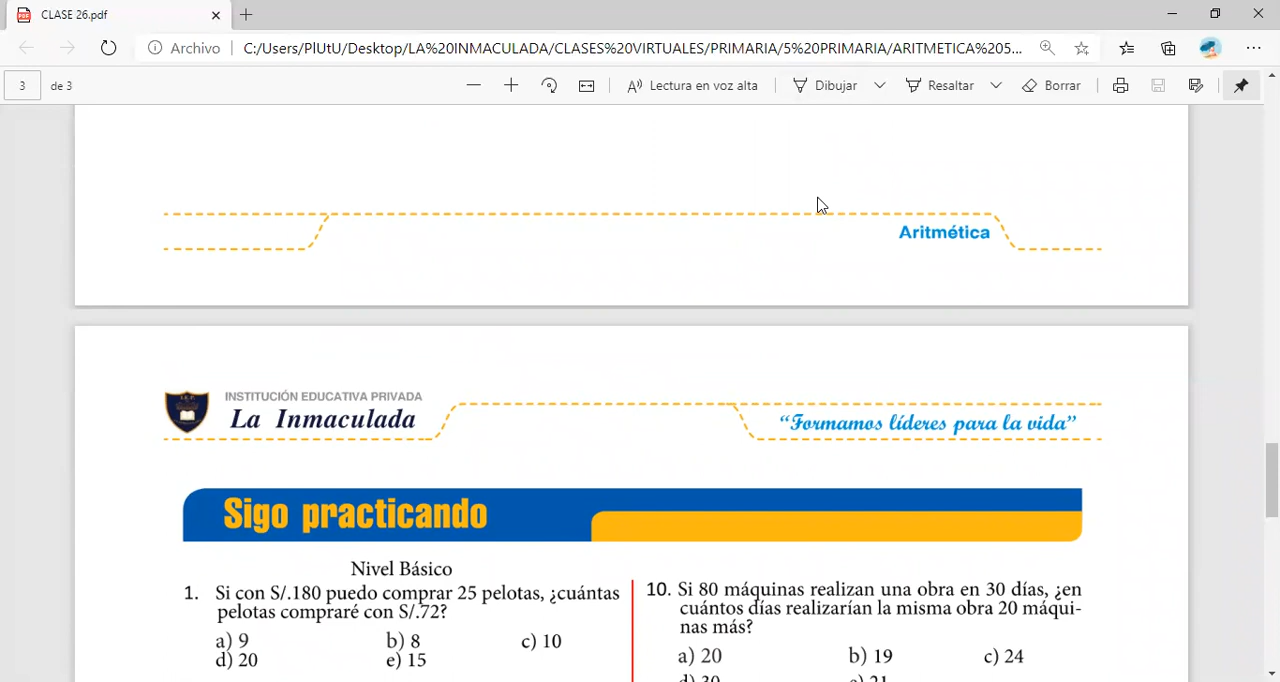 CLASE 26.pdf
Archivo
C:/Users/PlUtU/Desktop/LA%20INMACULADA/CLASES%20VIRTUALES/PRIMARIA/5%20PRIMARIA/ARITMETICA%205...
3 de 3
Lectura en voz alta
Dibujar
Resaltar
Borrar
Aritmética
INSTITUCIÓN EDUCATIVA PRIVADA
La Inmaculada
“Formamos líderes para la vida”
Sigo practicando
Nivel Básico
1. Si con S/.180 puedo comprar 25 pelotas, ¿cuántas
pelotas compraré con S/.72?
a) 9 b) 8 c) 10
d) 20 e) 15
10. Si 80 máquinas realizan una obra en 30 días, ¿en
cuántos días realizarían la misma obra 20 máqui-
nas más?
a) 20 b) 19 c) 24
d) 30 e) 21